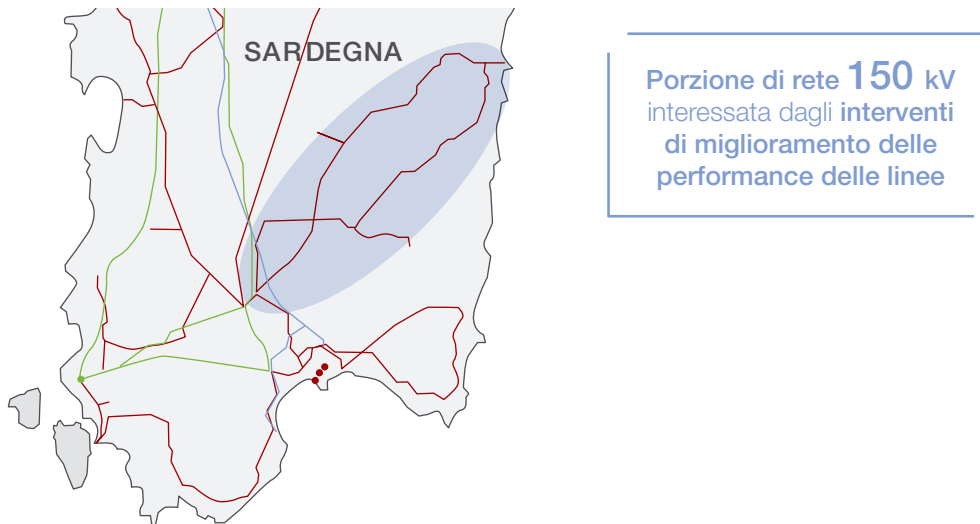 SARDEGNA
Porzione di rete 150 kV
interessata dagli interventi
di miglioramento delle
performance delle linee